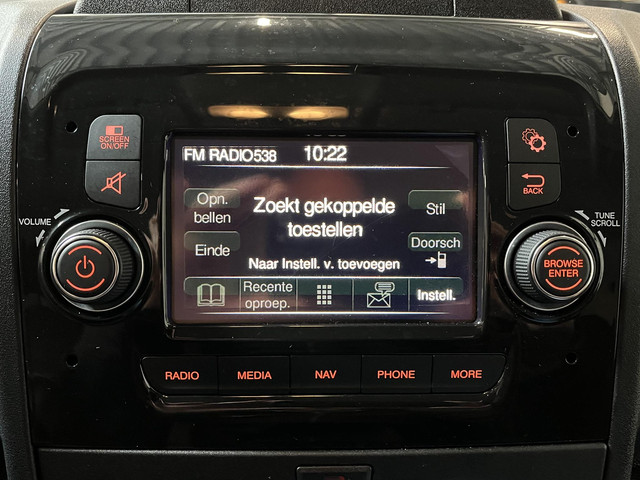 SCREEN
ON/OFF
BACK
VOLUME
TUNE
SCROLL
BROWSE
ENTER
FM RADIO538 10:22
Opn.
bellen
Zoekt gekoppelde
toestellen
Stil
Einde
Doorsch
Naar Instell. v. toevoegen
Recente
oproep.
Instell.
RADIO MEDIA NAV PHONE MORE